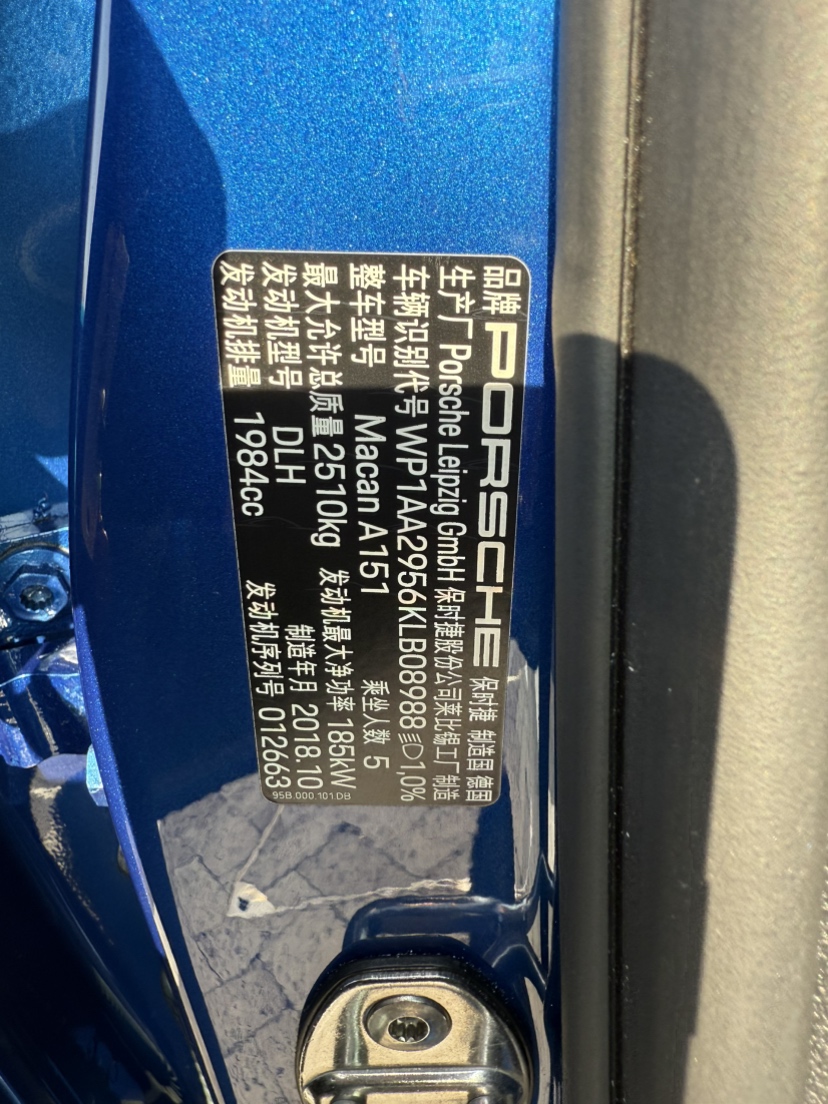 品牌 PORSCHE 保时捷 制造国 德国
生产厂 Porsche Leipzig GmbH 保时捷股份公司莱比锡工厂制造
车辆识别代号 WP1AA2956KLB08988 1,0%
整车型号 Macan A151 乘坐人数 5
最大允许总质量 2510kg 发动机最大净功率 185kW
发动机型号 DLH 制造年月 2018.10
发动机排量 1984cc 发动机序列号 012663
95B.000.101.DB